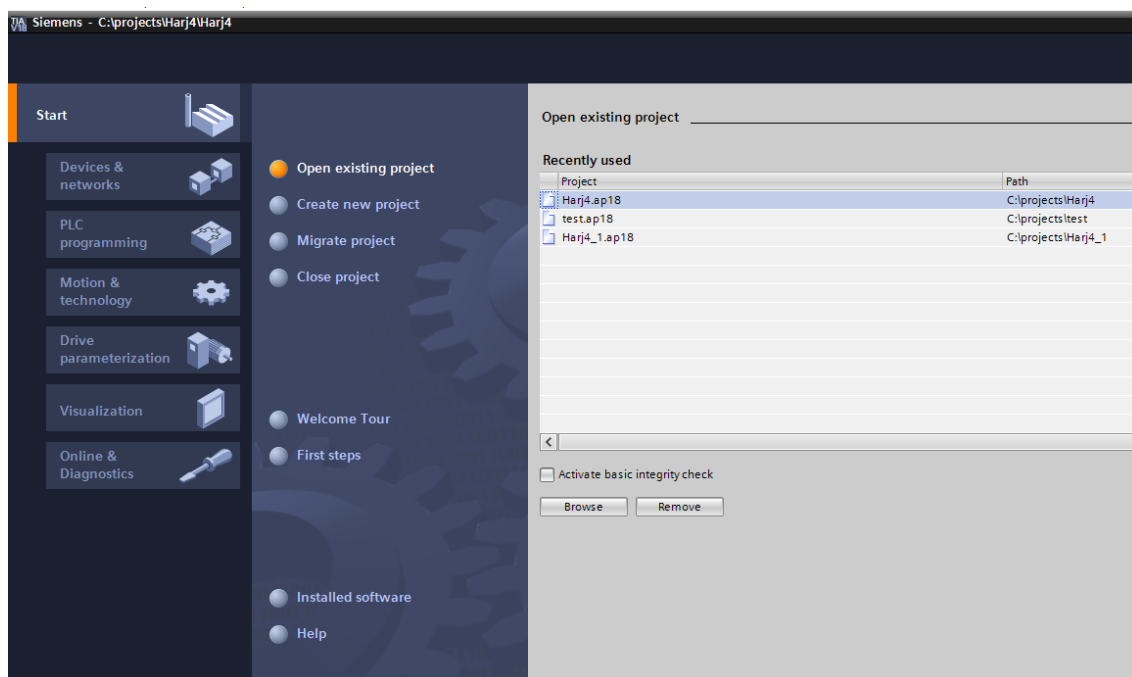 TIA V18 Siemens - C:\projects\Harj4\Harj4
Start
Devices &
networks
PLC
programming
Motion &
technology
Drive
parameterization
Visualization
Online &
Diagnostics
Open existing project
Create new project
Migrate project
Close project
Welcome Tour
First steps
Installed software
Help
Open existing project
Recently used
Project Path
Harj4.ap18 C:\projects\Harj4
test.ap18 C:\projects\test
Harj4_1.ap18 C:\projects\Harj4_1
Activate basic integrity check
Browse Remove